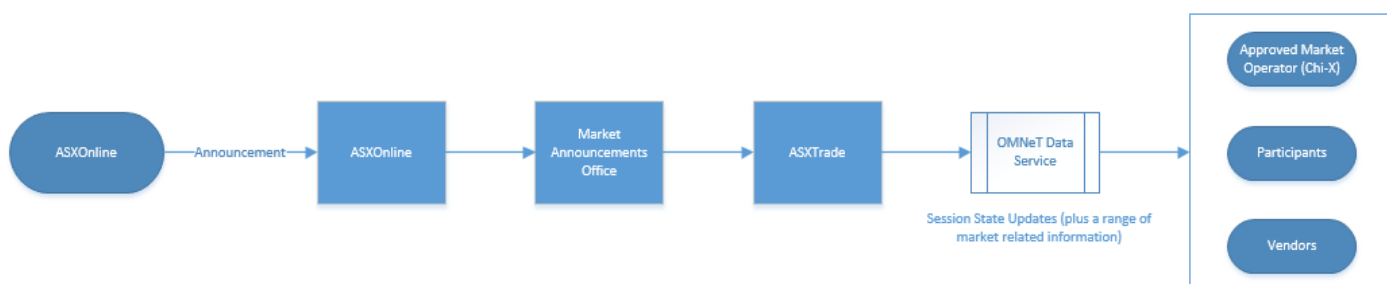 ASXOnline
Announcement
ASXOnline
Market
Announcements
Office
ASXTrade
OMNeT Data
Service
Session State Updates (plus a range of
market related information)
Approved Market
Operator (Chi-X)
Participants
Vendors